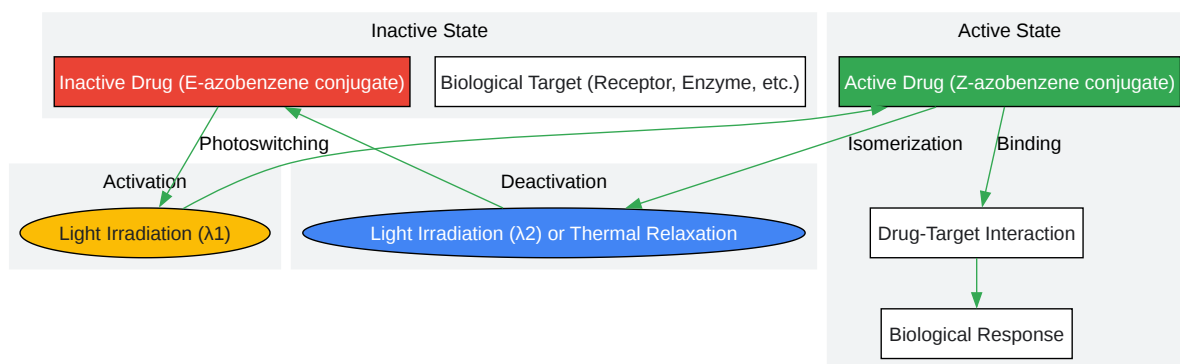 Inactive State
Active State
Inactive Drug (E-azobenzene conjugate)
Biological Target (Receptor, Enzyme, etc.)
Active Drug (Z-azobenzene conjugate)
Photoswitching
Isomerization
Binding
Activation
Deactivation
Light Irradiation (λ1)
Light Irradiation (λ2) or Thermal Relaxation
Drug-Target Interaction
Biological Response